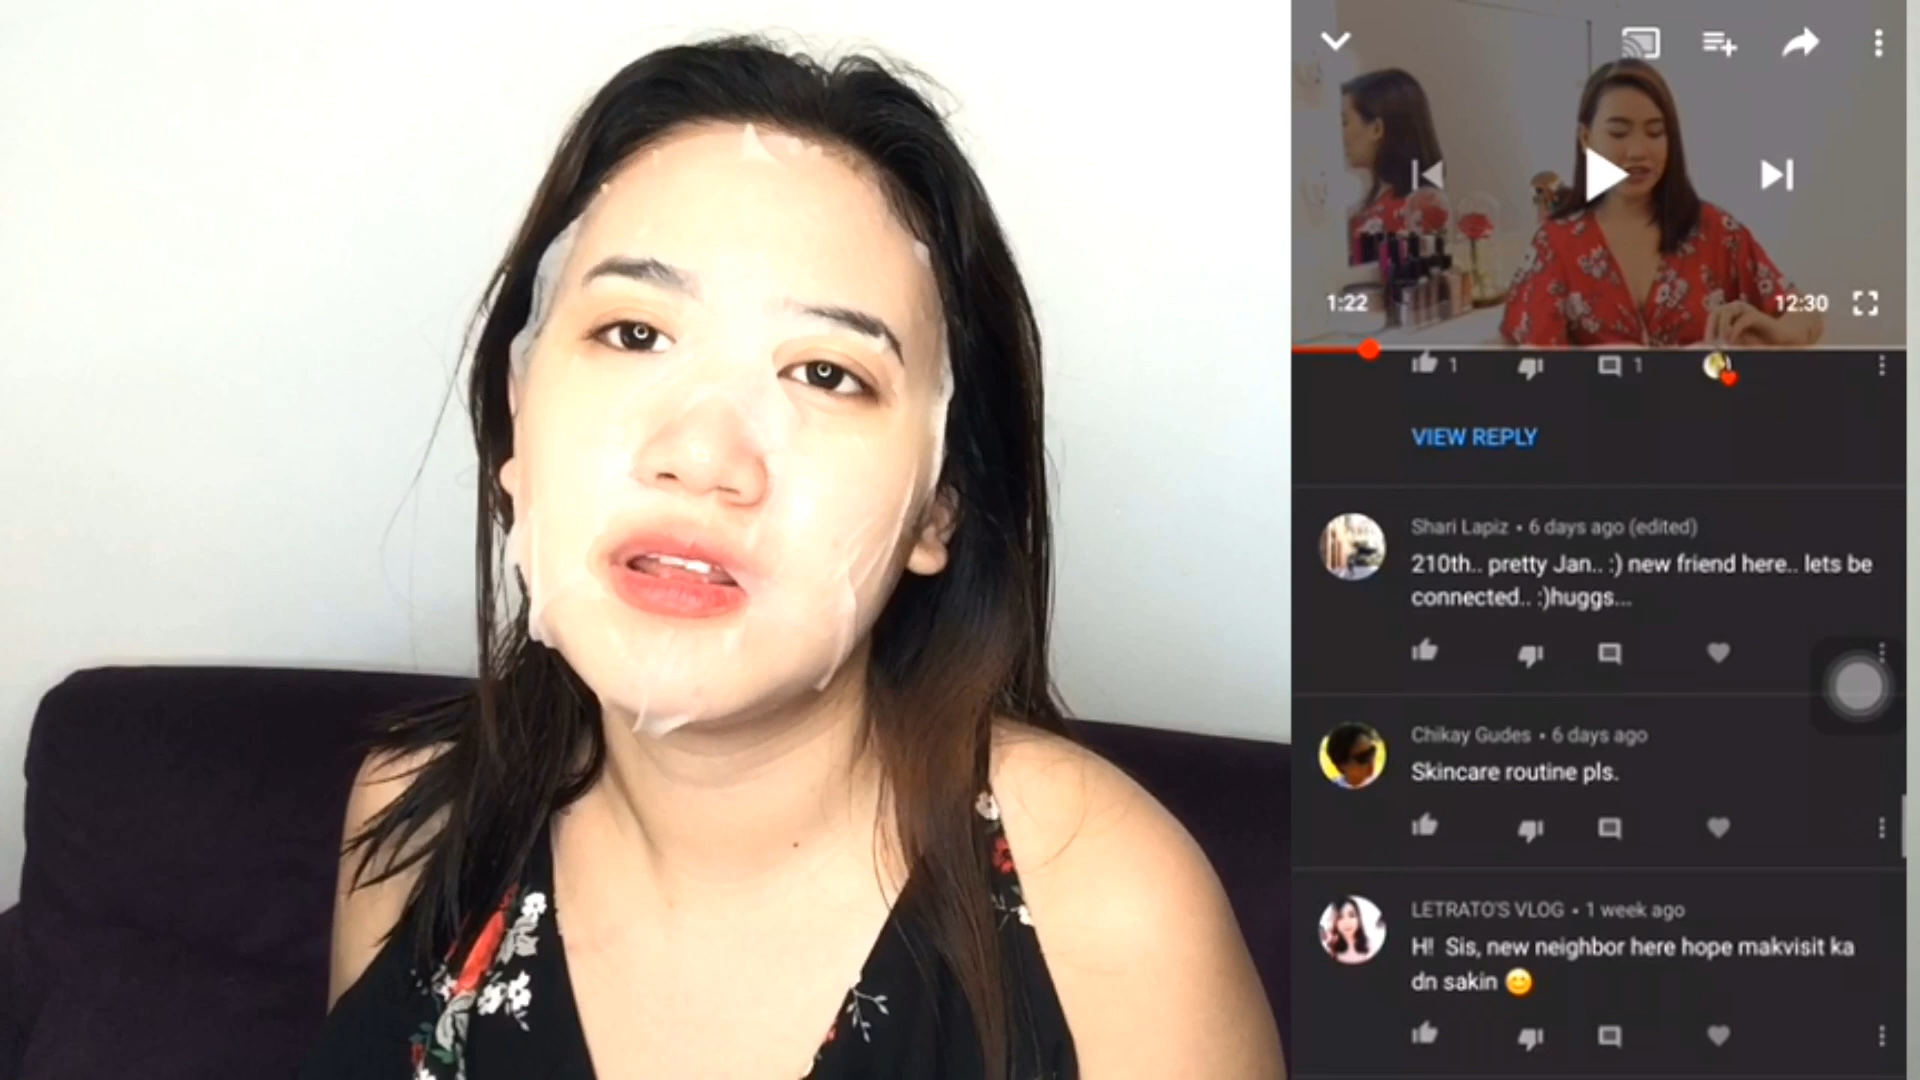 1:22
12:30
1
1
VIEW REPLY
Shari Lapiz • 6 days ago (edited)
210th.. pretty Jan.. :) new friend here.. lets be
connected.. :)huggs...
Chikay Gudes • 6 days ago
Skincare routine pls.
LETRATO'S VLOG • 1 week ago
H!  Sis, new neighbor here hope makvisit ka
dn sakin 😊